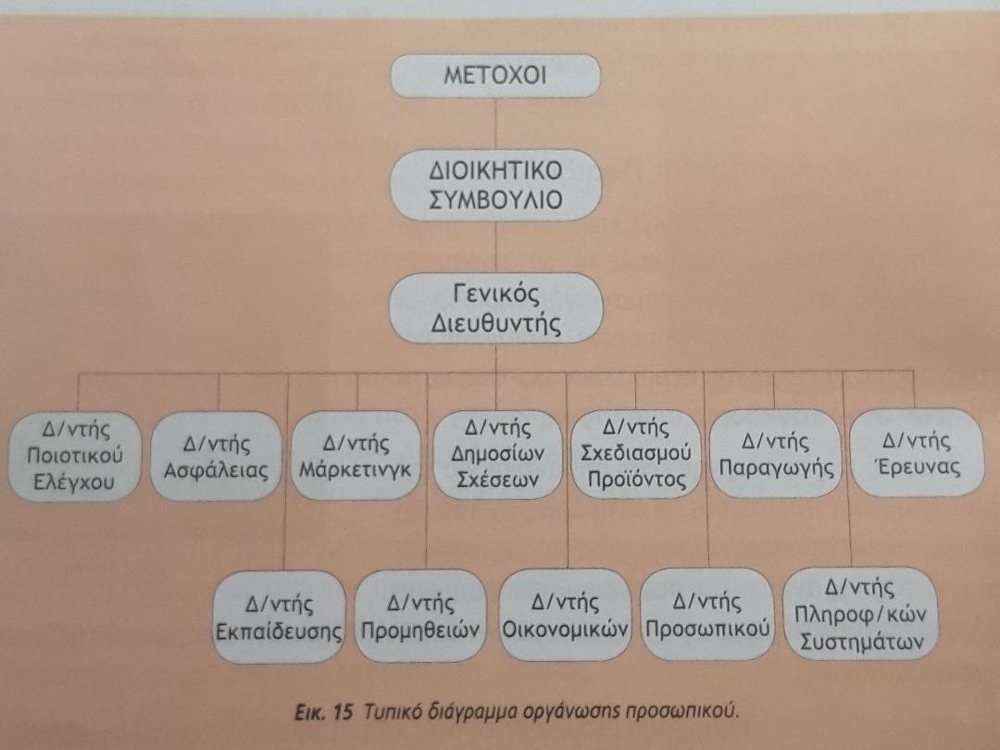 ΜΕΤΟΧΟΙ
ΔΙΟΙΚΗΤΙΚΟ
ΣΥΜΒΟΥΛΙΟ
Γενικός
Διευθυντής
Δ/ντής
Ποιοτικού
Ελέγχου
Δ/ντής
Ασφάλειας
Δ/ντής
Μάρκετινγκ
Δ/ντής
Δημοσίων
Σχέσεων
Δ/ντής
Σχεδιασμού
Προϊόντος
Δ/ντής
Παραγωγής
Δ/ντής
Έρευνας
Δ/ντής
Εκπαίδευσης
Δ/ντής
Προμηθειών
Δ/ντής
Οικονομικών
Δ/ντής
Προσωπικού
Δ/ντής
Πληροφ/κών
Συστημάτων
Εικ. 15 Τυπικό διάγραμμα οργάνωσης προσωπικού.